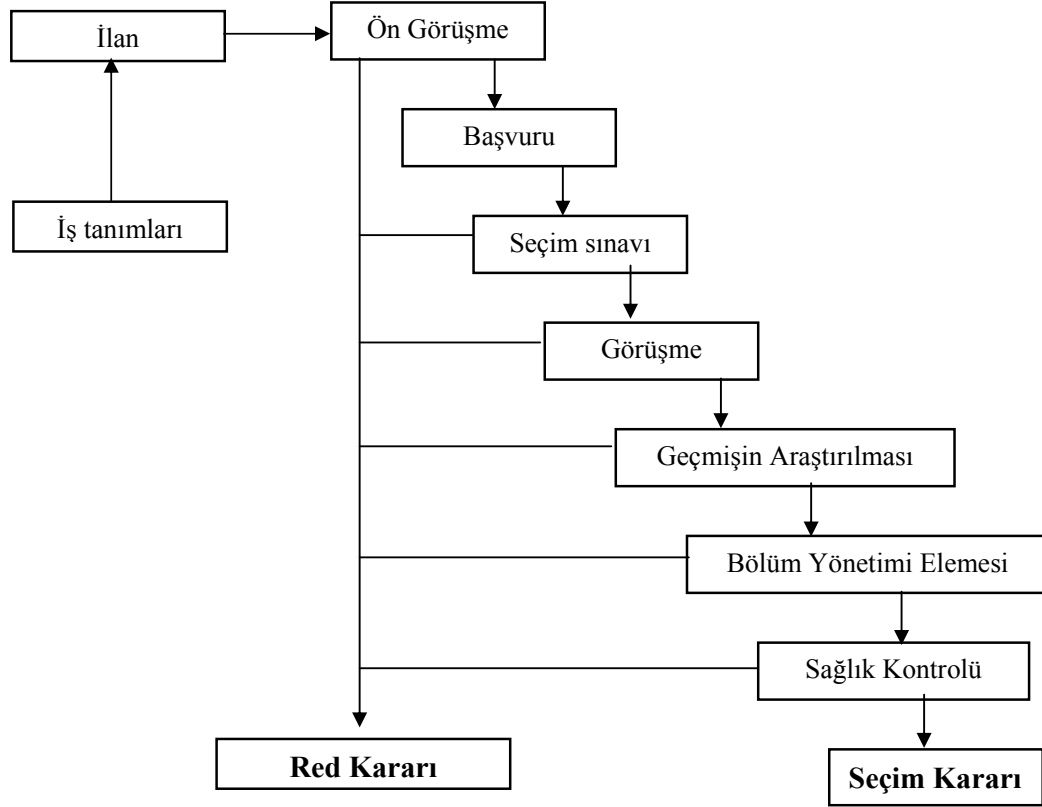 İlan
Ön Görüşme
Başvuru
İş tanımları
Seçim sınavı
Görüşme
Geçmişin Araştırılması
Bölüm Yönetimi Elemesi
Sağlık Kontrolü
Red Kararı
Seçim Kararı